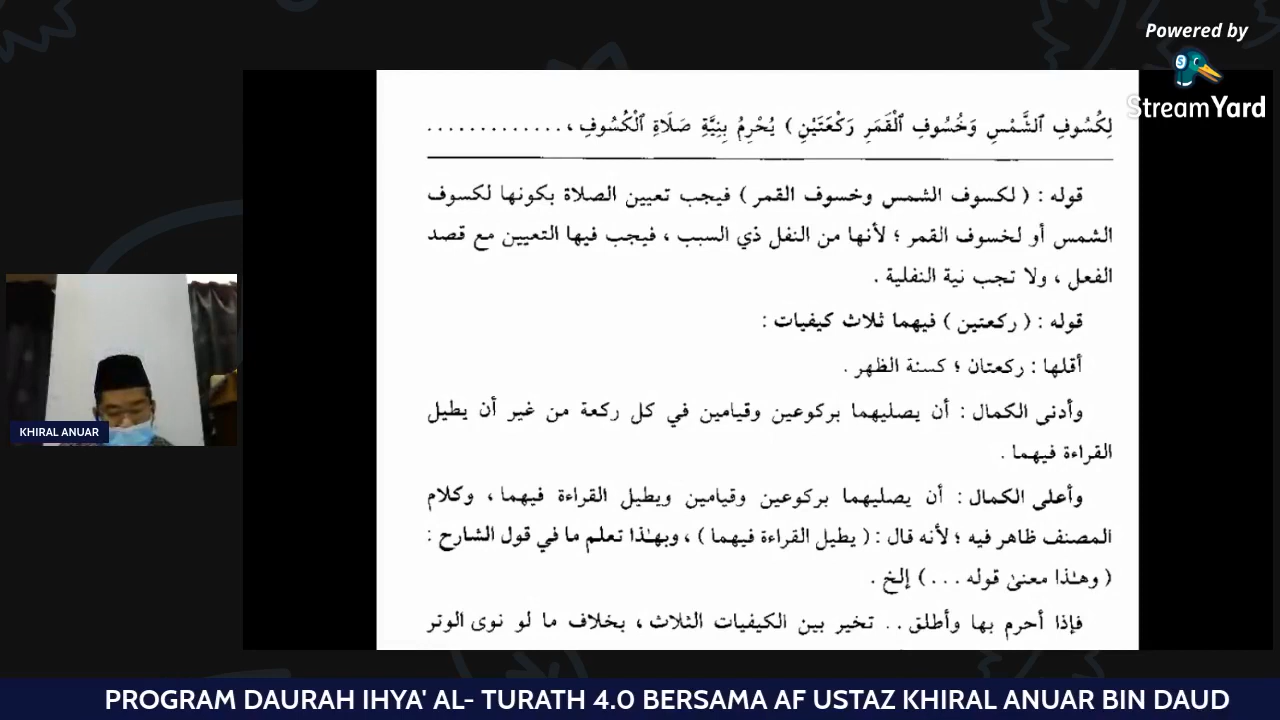 Powered by
StreamYard
لِكُسُوفِ ٱلشَّمْسِ وَخُسُوفِ ٱلْقَمَرِ رَكْعَتَيْنِ ) يُحْرِمُ بِنِيَّةِ صَلَاةِ ٱلْكُسُوفِ ، .............
قوله : ( لكسوف الشمس وخسوف القمر ) فيجب تعيين الصلاة بكونها لكسوف
الشمس أو لخسوف القمر ؛ لأنها من النفل ذي السبب ، فيجب فيها التعيين مع قصد
الفعل ، ولا تجب نية النفلية .
قوله : ( ركعتين ) فيهما ثلاث كيفيات :
أقلها : ركعتان ؛ كسنة الظهر .
وأدنى الكمال : أن يصليهما بركوعين وقيامين في كل ركعة من غير أن يطيل
القراءة فيهما .
وأعلى الكمال : أن يصليهما بركوعين وقيامين ويطيل القراءة فيهما ، وكلام
المصنف ظاهر فيه ؛ لأنه قال : ( يطيل القراءة فيهما ) ، وبهـٰذا تعلم ما في قول الشارح :
( وهـٰذا معنىٰ قوله ... ) إلخ .
فإذا أحرم بها وأطلق .. تخير بين الكيفيات الثلاث ، بخلاف ما لو نوى الوتر
KHIRAL ANUAR
PROGRAM DAURAH IHYA' AL- TURATH 4.0 BERSAMA AF USTAZ KHIRAL ANUAR BIN DAUD